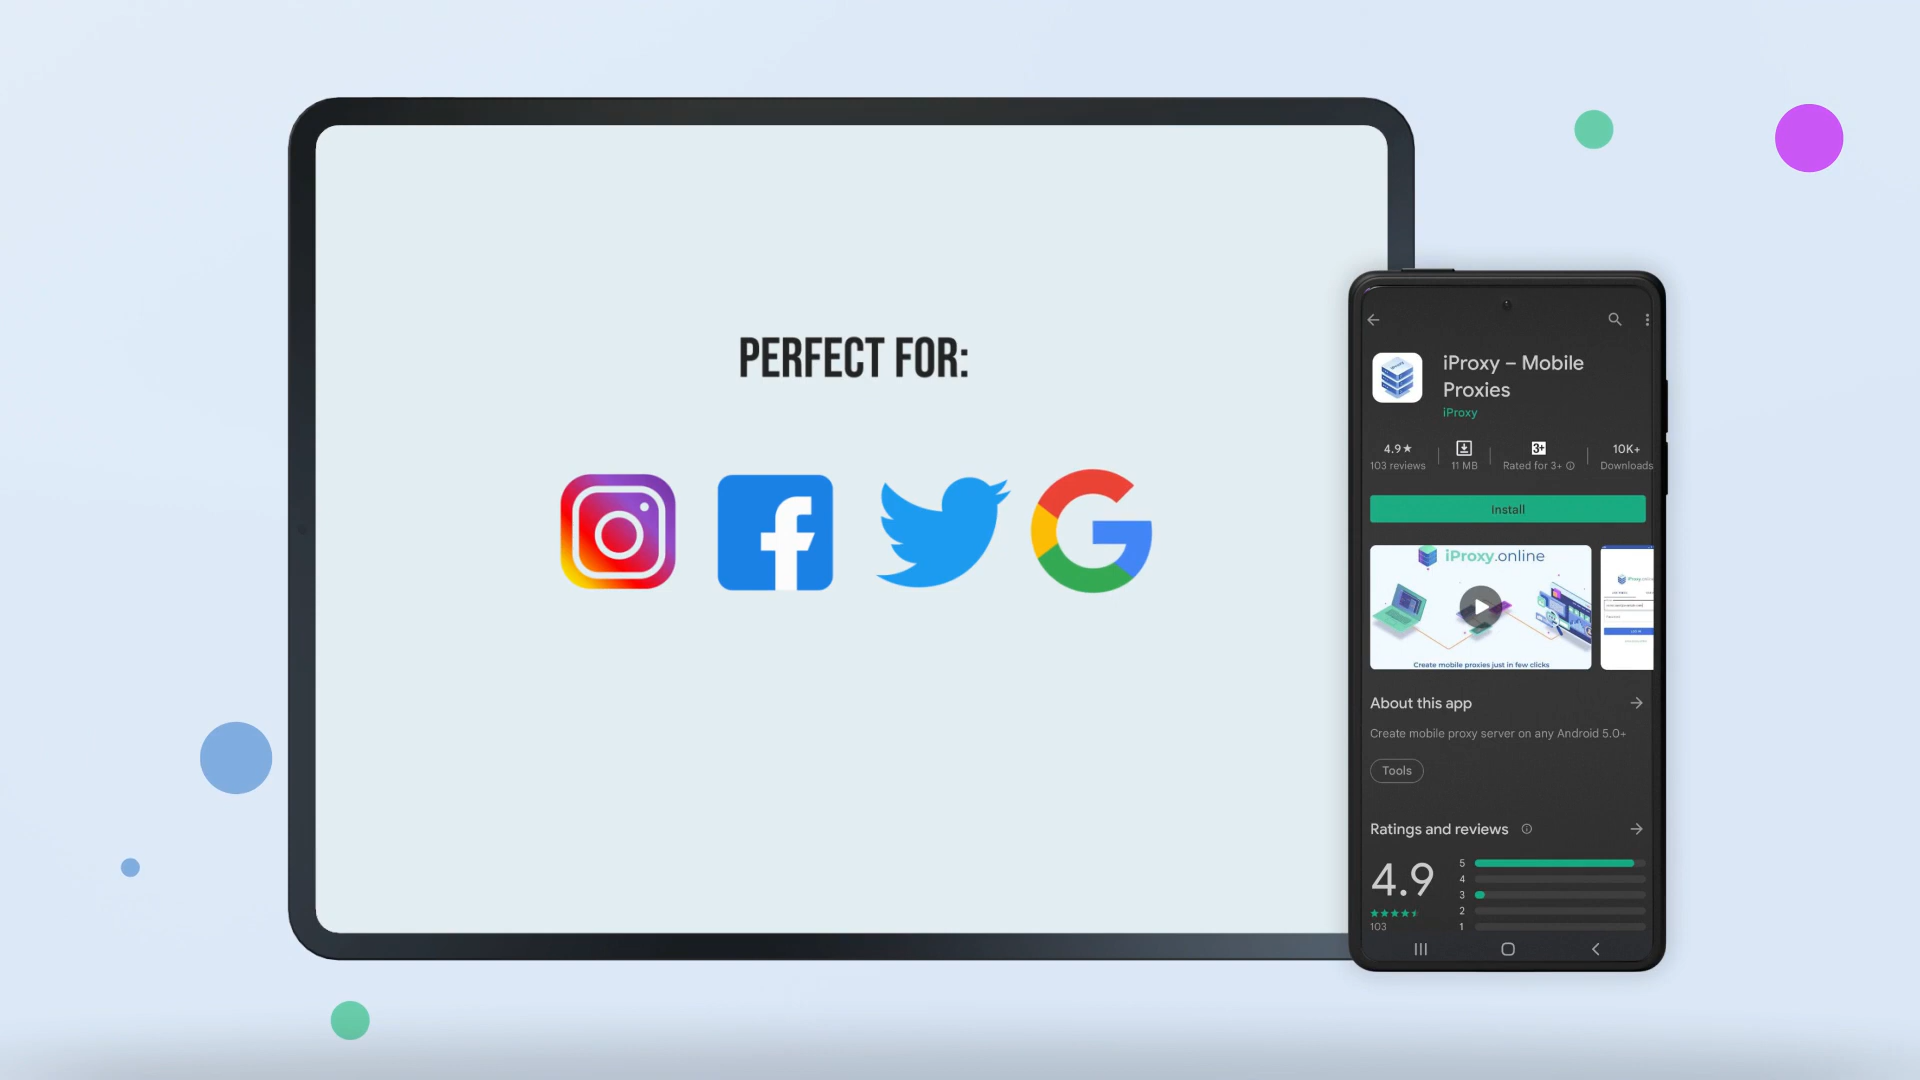 PERFECT FOR:
iProxy – Mobile
Proxies
iProxy
4.9★
103 reviews
11 MB
3+
Rated for 3+
10K+
Downloads
Install
iProxy.online
Create mobile proxies just in few clicks
About this app
Create mobile proxy server on any Android 5.0+
Tools
Ratings and reviews
4.9
103
5
4
3
2
1